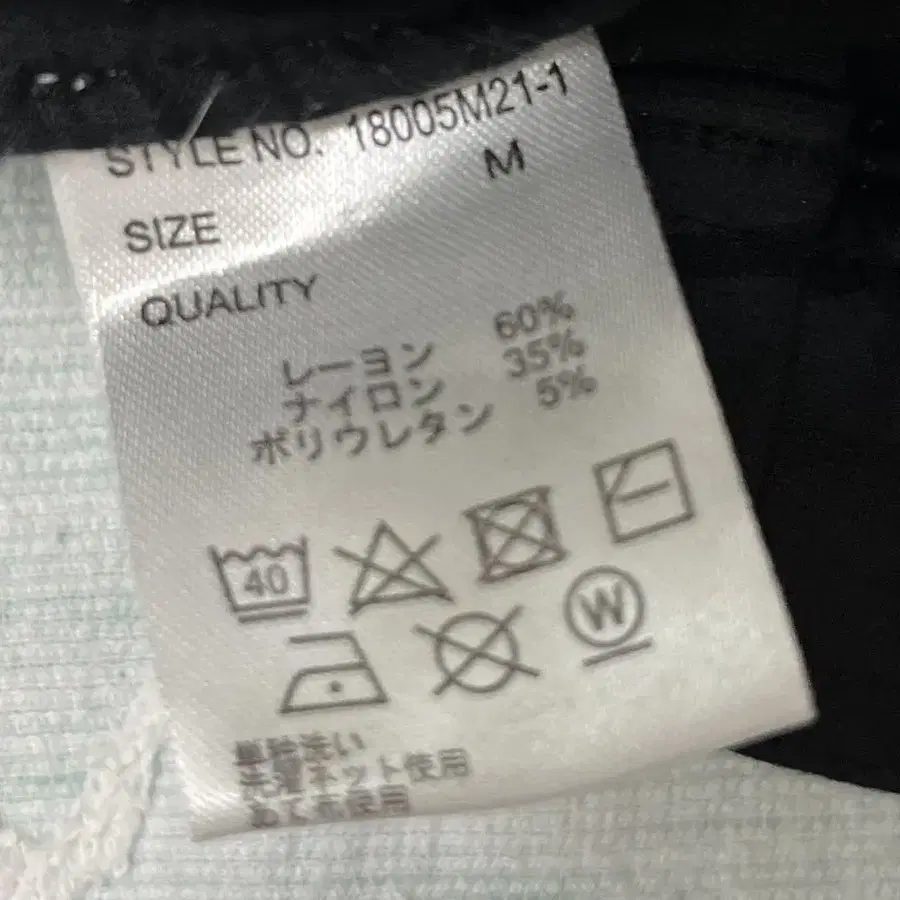 STYLE NO. 18005M21-1
SIZE M
QUALITY
レーヨン 60%
ナイロン 35%
ポリウレタン 5%
40
W
単独洗い
洗濯ネット使用
あて布使用